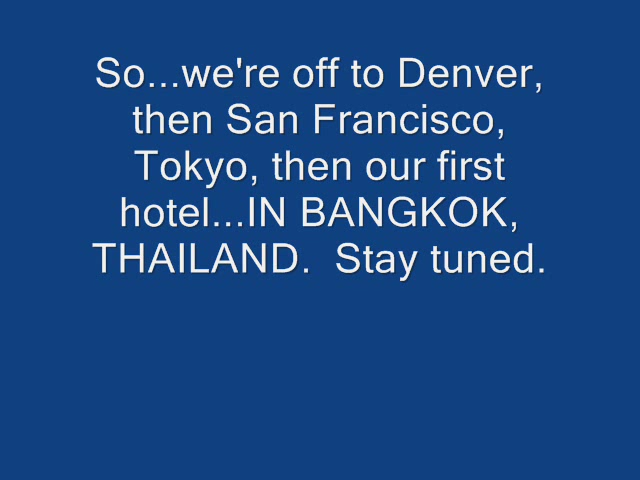 So...we're off to Denver,
then San Francisco,
Tokyo, then our first
hotel...IN BANGKOK,
THAILAND.  Stay tuned.